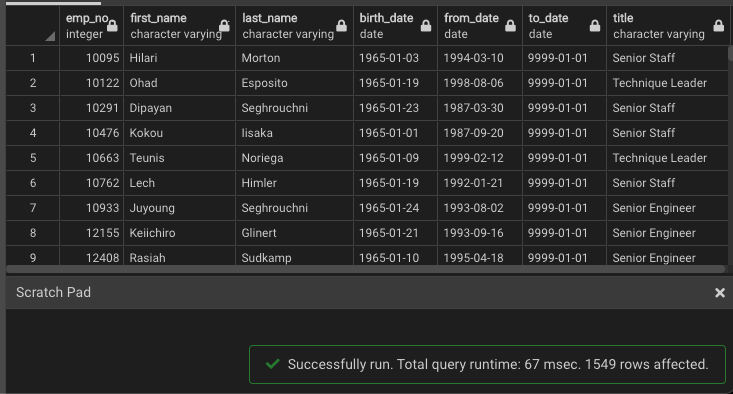 emp_no first_name last_name birth_date from_date to_date title
integer character varying character varying date date date character varying
1 10095 Hilari Morton 1965-01-03 1994-03-10 9999-01-01 Senior Staff
2 10122 Ohad Esposito 1965-01-19 1998-08-06 9999-01-01 Technique Leader
3 10291 Dipayan Seghrouchni 1965-01-23 1987-03-30 9999-01-01 Senior Staff
4 10476 Kokou Iisaka 1965-01-01 1987-09-20 9999-01-01 Senior Staff
5 10663 Teunis Noriega 1965-01-09 1999-02-12 9999-01-01 Technique Leader
6 10762 Lech Himler 1965-01-19 1992-01-21 9999-01-01 Senior Staff
7 10933 Juyoung Seghrouchni 1965-01-24 1993-08-02 9999-01-01 Senior Engineer
8 12155 Keiichiro Glinert 1965-01-21 1993-09-16 9999-01-01 Senior Engineer
9 12408 Rasiah Sudkamp 1965-01-10 1995-04-18 9999-01-01 Senior Engineer
Scratch Pad
Successfully run. Total query runtime: 67 msec. 1549 rows affected.